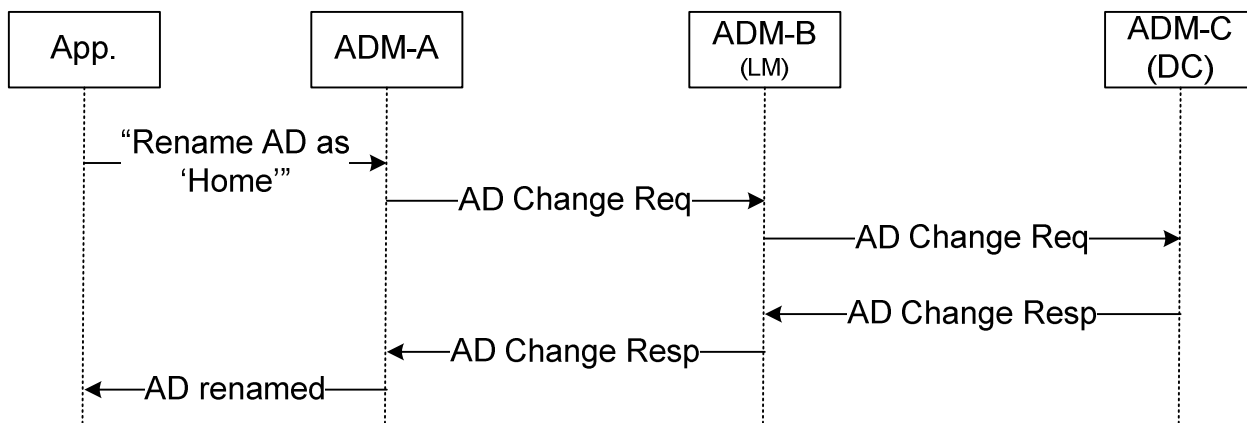 App.
ADM-A
ADM-B
(LM)
ADM-C
(DC)
“Rename AD as
‘Home’”
AD Change Req
AD Change Req
AD Change Resp
AD Change Resp
AD renamed